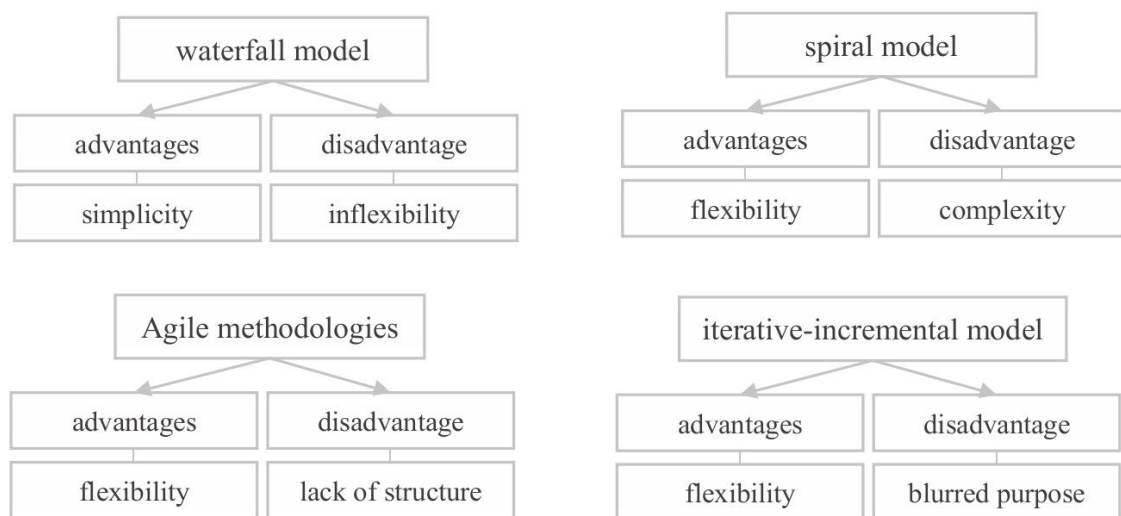 waterfall model
advantages
disadvantage
simplicity
inflexibility
spiral model
advantages
disadvantage
flexibility
complexity
Agile methodologies
advantages
disadvantage
flexibility
lack of structure
iterative-incremental model
advantages
disadvantage
flexibility
blurred purpose